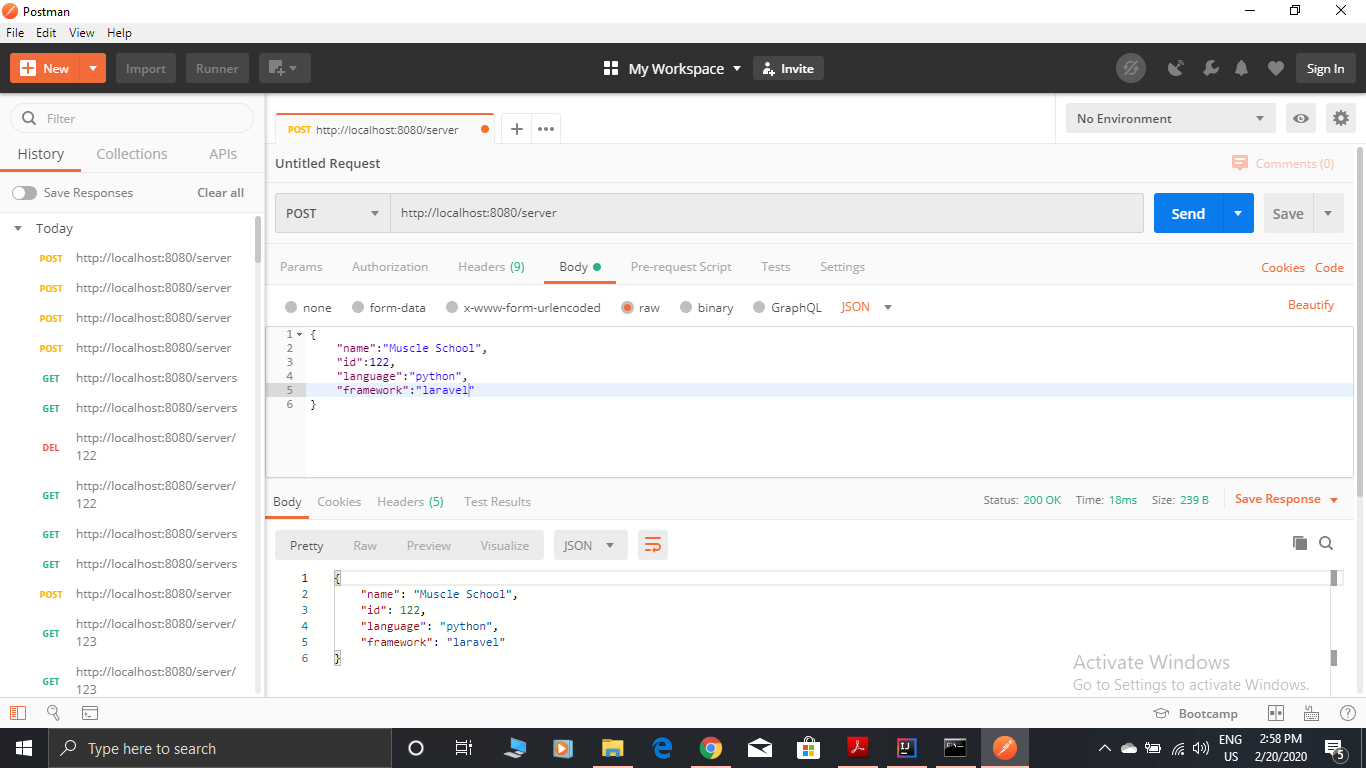 Postman
File Edit View Help
New Import Runner My Workspace Invite Sign In
Filter
History Collections APIs
Save Responses Clear all
Today
POST http://localhost:8080/server
POST http://localhost:8080/server
POST http://localhost:8080/server
POST http://localhost:8080/server
GET http://localhost:8080/servers
GET http://localhost:8080/servers
DEL http://localhost:8080/server/
122
GET http://localhost:8080/server/
122
GET http://localhost:8080/servers
GET http://localhost:8080/servers
POST http://localhost:8080/server
GET http://localhost:8080/server/
123
GET http://localhost:8080/server/
123
POST http://localhost:8080/server
No Environment
Untitled Request
Comments (0)
POST http://localhost:8080/server Send Save
Params Authorization Headers (9) Body Pre-request Script Tests Settings Cookies Code
none form-data x-www-form-urlencoded raw binary GraphQL JSON Beautify
1 {
2 "name":"Muscle School",
3 "id":122,
4 "language":"python",
5 "framework":"laravel"
6 }
Body Cookies Headers (5) Test Results Status: 200 OK Time: 18ms Size: 239 B Save Response
Pretty Raw Preview Visualize JSON
1 {
2 "name": "Muscle School",
3 "id": 122,
4 "language": "python",
5 "framework": "laravel"
6 }
Activate Windows
Go to Settings to activate Windows.
Bootcamp
Type here to search
ENG
US
2:58 PM
2/20/2020
5